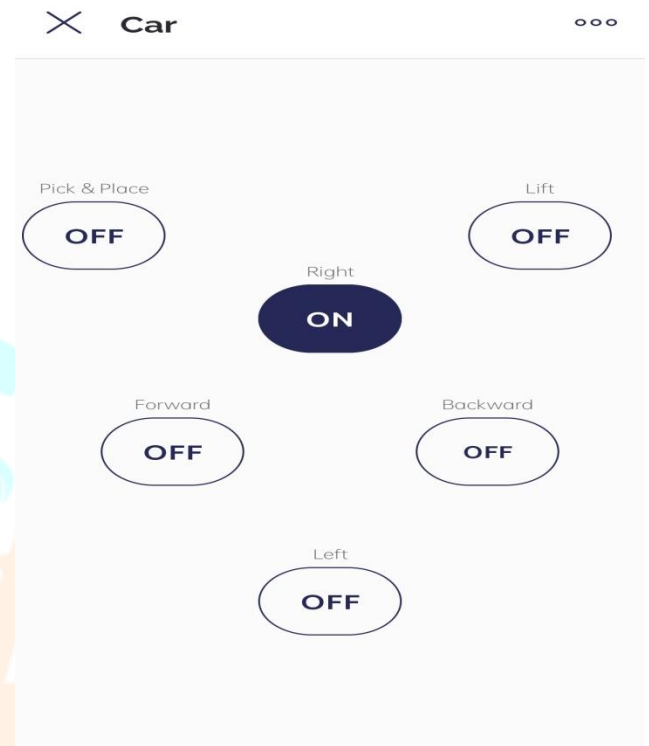 Car
Pick & Place
Lift
OFF
OFF
Right
ON
Forward
Backward
OFF
OFF
Left
OFF